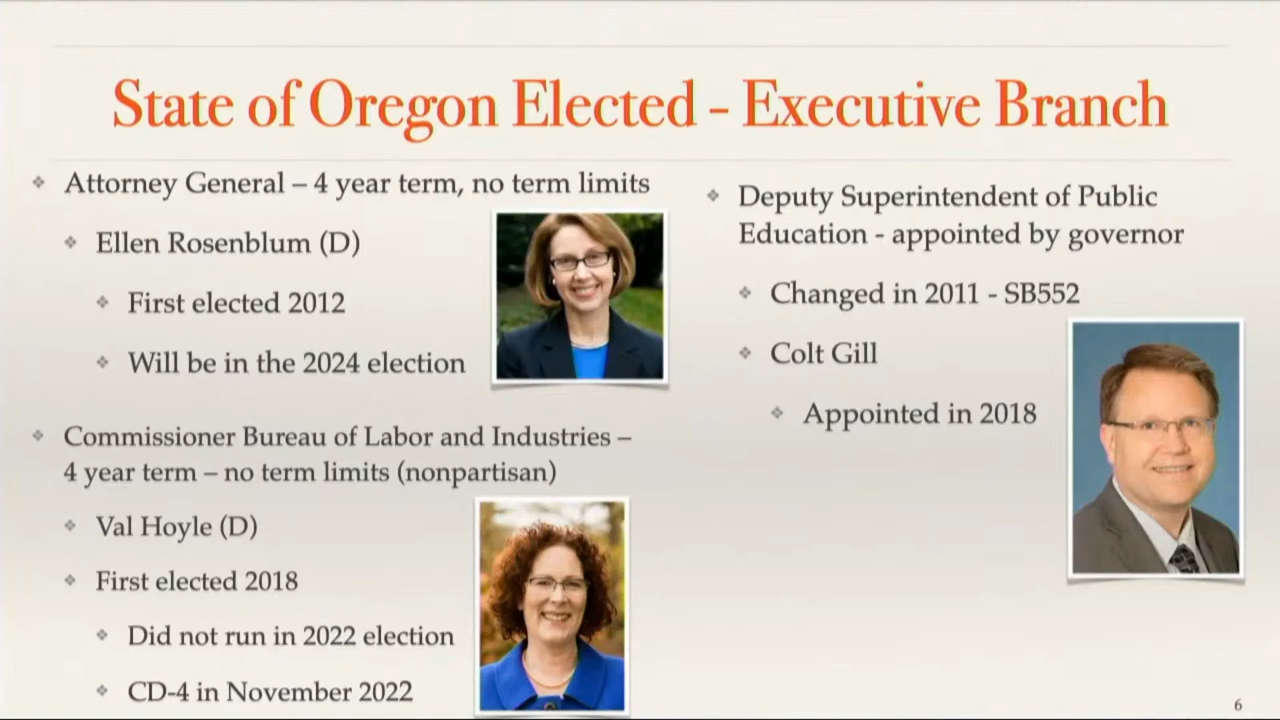 State of Oregon Elected - Executive Branch
Attorney General – 4 year term, no term limits
Ellen Rosenblum (D)
First elected 2012
Will be in the 2024 election
Commissioner Bureau of Labor and Industries –
4 year term – no term limits (nonpartisan)
Val Hoyle (D)
First elected 2018
Did not run in 2022 election
CD-4 in November 2022
Deputy Superintendent of Public
Education - appointed by governor
Changed in 2011 - SB552
Colt Gill
Appointed in 2018
6